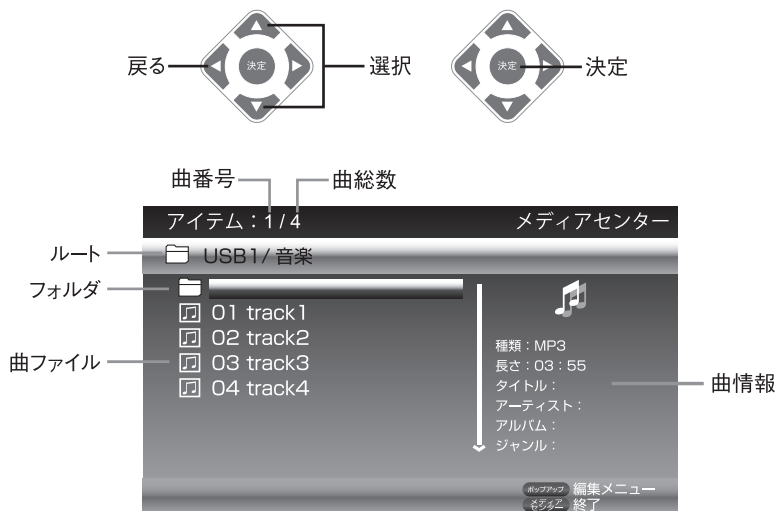 戻る
決定
選択
決定
決定
曲番号
曲総数
アイテム：1/4
メディアセンター
ルート
USB1/音楽
フォルダ
01 track1
02 track2
曲ファイル
03 track3
04 track4
種類：MP3
長さ：03：55
タイトル：
アーティスト：
アルバム：
ジャンル：
曲情報
ポップアップ 編集メニュー
メディアセンター 終了